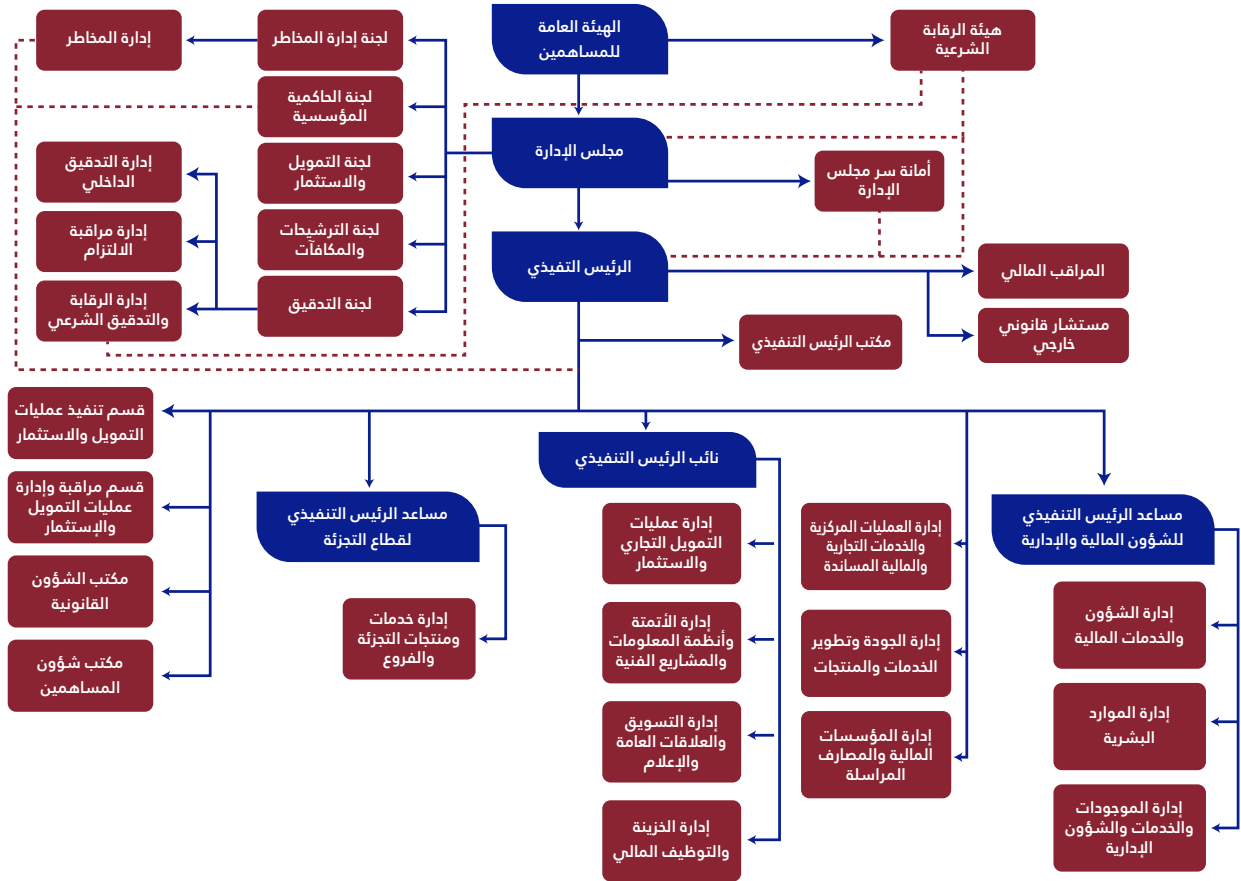 الهيئة العامة
للمساهمين
هيئة الرقابة
الشرعية
لجنة إدارة المخاطر
إدارة المخاطر
لجنة الحاكمية
المؤسسية
مجلس الإدارة
أمانة سر مجلس
الإدارة
لجنة التمويل
والاستثمار
إدارة التدقيق
الداخلي
لجنة الترشيحات
والمكافآت
إدارة مراقبة
الالتزام
الرئيس التفيذي
المراقب المالي
لجنة التدقيق
إدارة الرقابة
والتدقيق الشرعي
مستشار قانوني
خارجي
مكتب الرئيس التنفيذي
مساعد الرئيس التنفيذي
للشؤون المالية والإدارية
إدارة الشؤون
والخدمات المالية
إدارة الموارد
البشرية
إدارة الموجودات
والخدمات والشؤون
الإدارية
إدارة العمليات المركزية
والخدمات التجارية
والمالية المساندة
إدارة الجودة وتطوير
الخدمات والمنتجات
إدارة المؤسسات
المالية والمصارف
المراسلة
نائب الرئيس التنفيذي
إدارة عمليات
التمويل التجاري
والاستثمار
إدارة الأتمتة
وأنظمة المعلومات
والمشاريع الفنية
إدارة التسويق
والعلاقات العامة
والإعلام
إدارة الخزينة
والتوظيف المالي
مساعد الرئيس التنفيذي
لقطاع التجزئة
إدارة خدمات
ومنتجات التجزئة
والفروع
قسم تنفيذ عمليات
التمويل والاستثمار
قسم مراقبة وإدارة
عمليات التمويل
والإستثمار
مكتب الشؤون
القانونية
مكتب شؤون
المساهمين